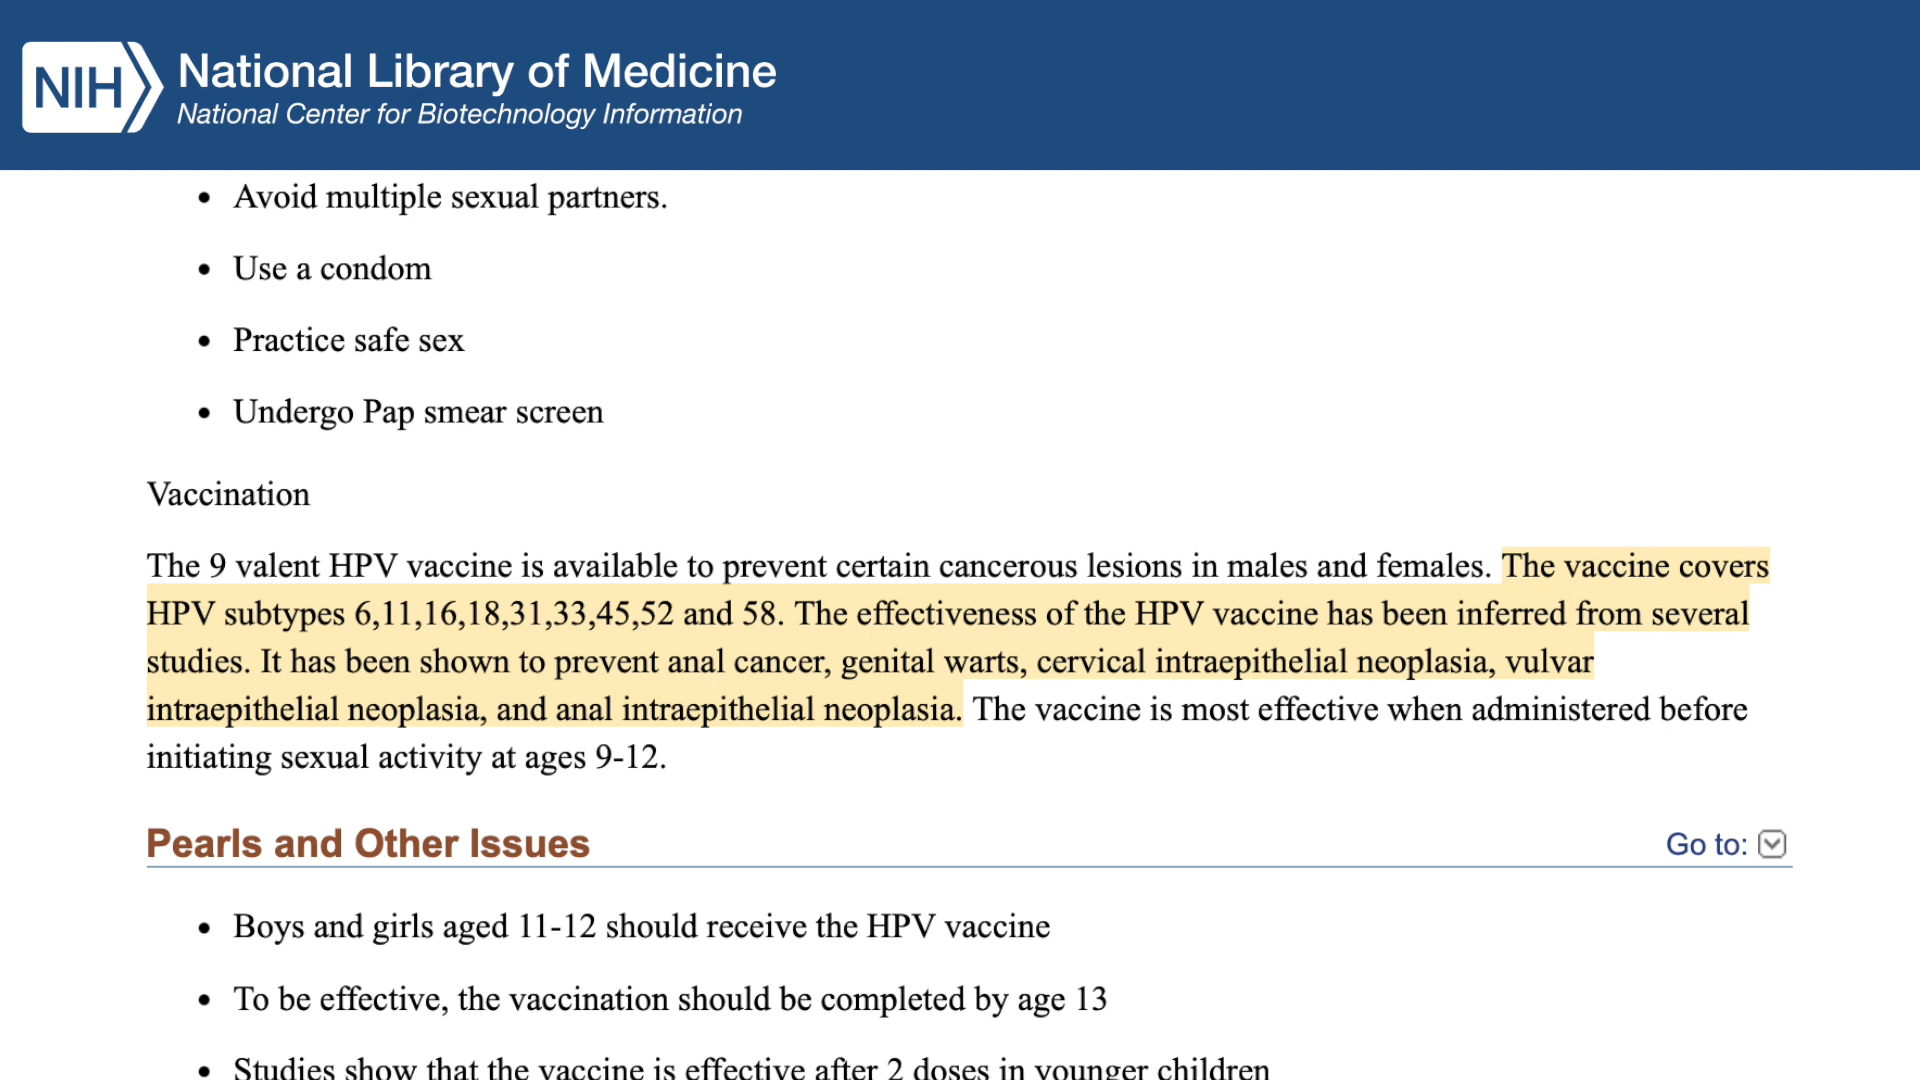 NIH
National Library of Medicine
National Center for Biotechnology Information
• Avoid multiple sexual partners.
• Use a condom
• Practice safe sex
• Undergo Pap smear screen
Vaccination
The 9 valent HPV vaccine is available to prevent certain cancerous lesions in males and females. The vaccine covers
HPV subtypes 6,11,16,18,31,33,45,52 and 58. The effectiveness of the HPV vaccine has been inferred from several
studies. It has been shown to prevent anal cancer, genital warts, cervical intraepithelial neoplasia, vulvar
intraepithelial neoplasia, and anal intraepithelial neoplasia. The vaccine is most effective when administered before
initiating sexual activity at ages 9-12.
Pearls and Other Issues
Go to:
• Boys and girls aged 11-12 should receive the HPV vaccine
• To be effective, the vaccination should be completed by age 13
• Studies show that the vaccine is effective after 2 doses in younger children